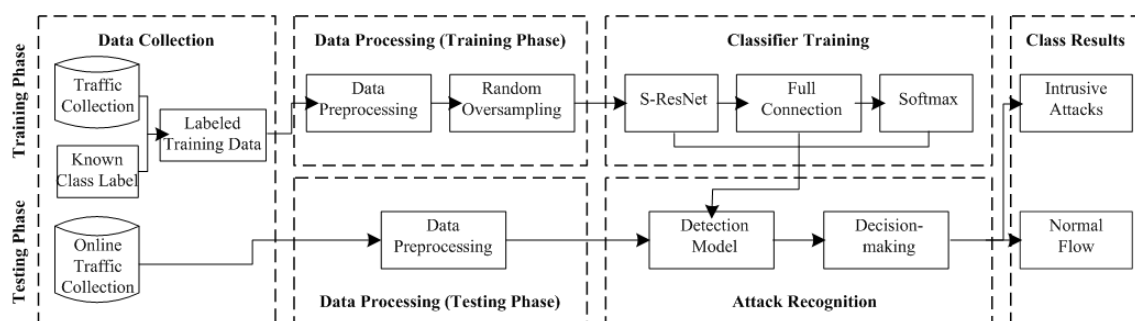 Training Phase
Testing Phase
Data Collection
Traffic
Collection
Known
Class Label
Labeled
Training Data
Online
Traffic
Collection
Data Processing (Training Phase)
Data
Preprocessing
Random
Oversampling
Data
Preprocessing
Data Processing (Testing Phase)
Classifier Training
S-ResNet
Full
Connection
Softmax
Detection
Model
Decision-
making
Attack Recognition
Class Results
Intrusive
Attacks
Normal
Flow